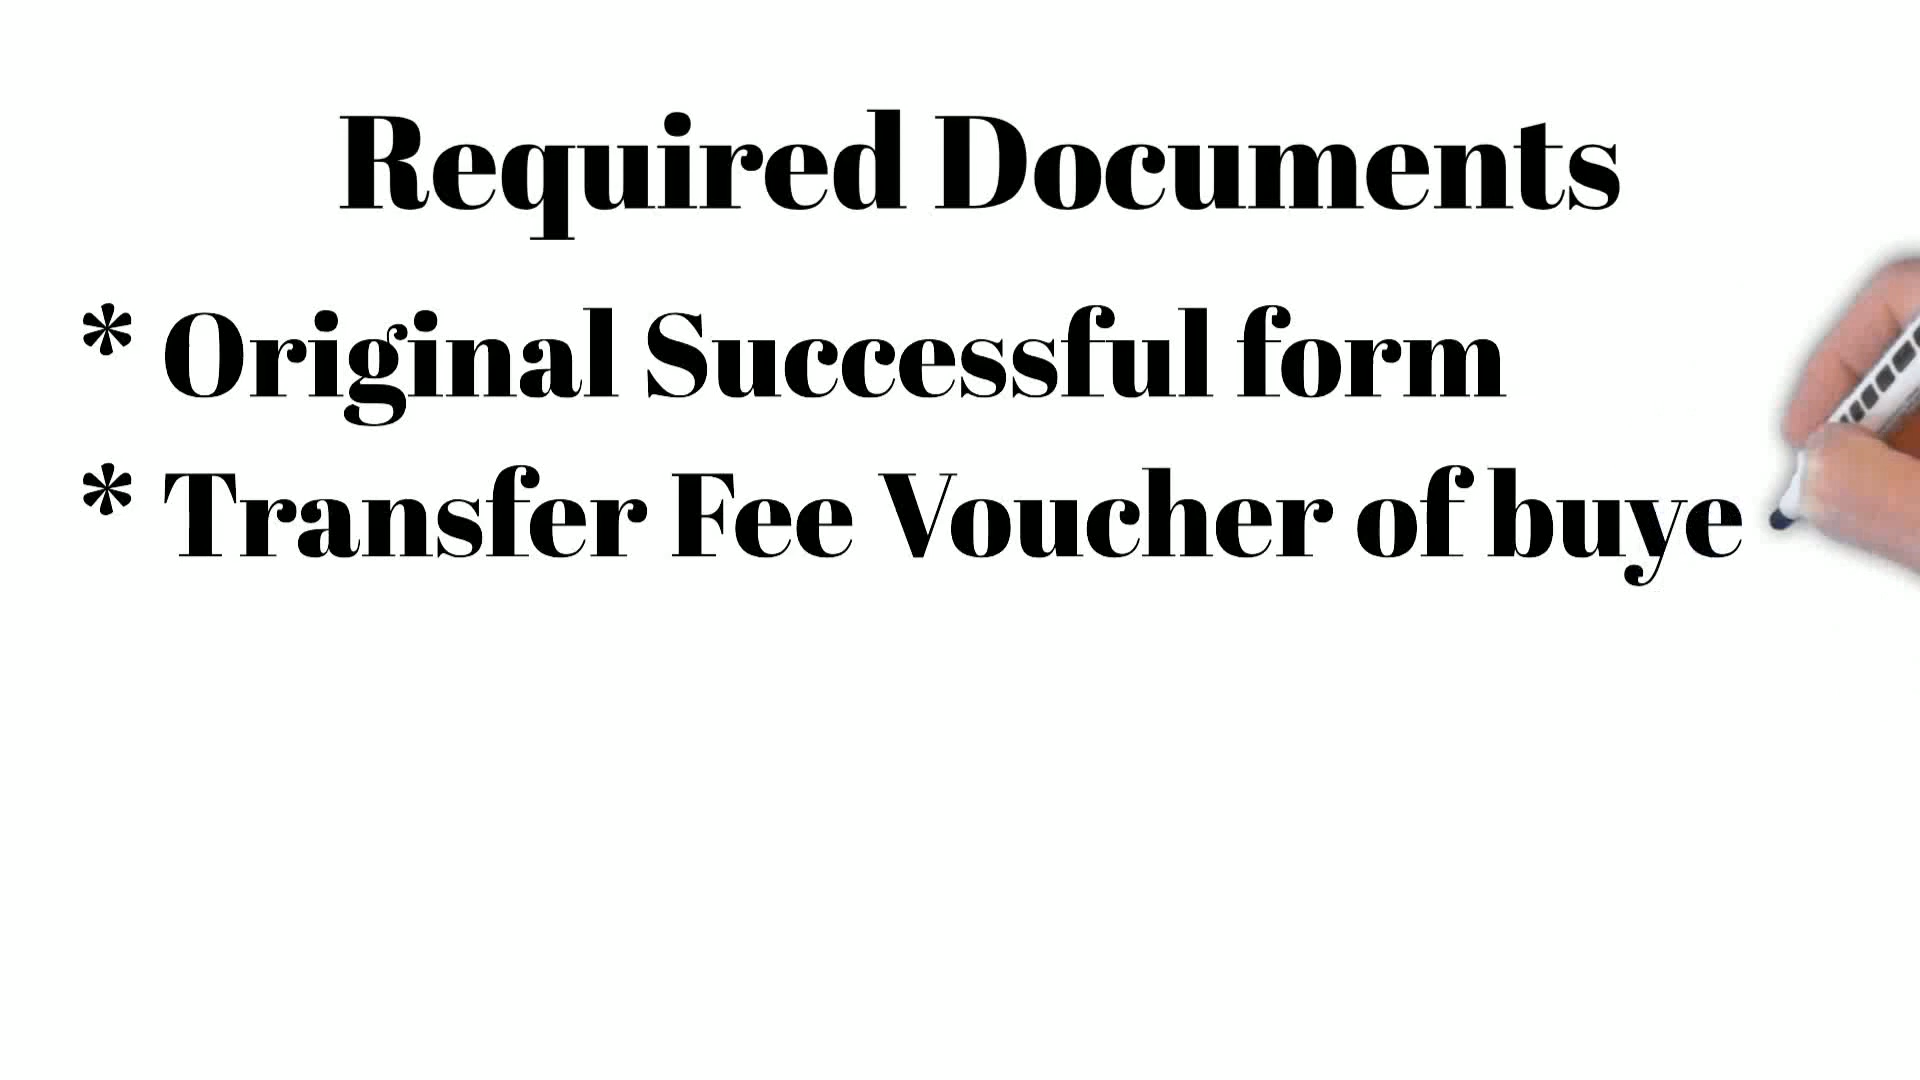 Required Documents
* Original Successful form
* Transfer Fee Voucher of buye